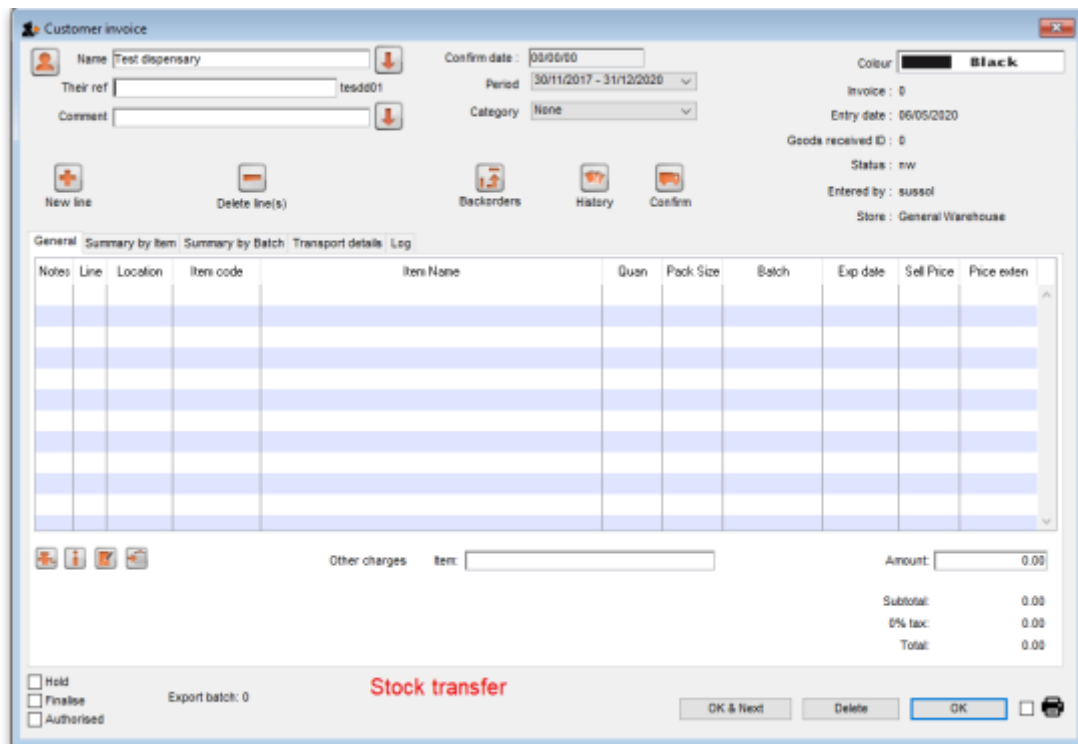 Customer invoice
Name Test dispensary
Their ref tesdd01
Comment
Confirm date : 00/00/00
Period 30/11/2017 - 31/12/2020
Category None
Colour Black
Invoice : 0
Entry date : 06/05/2020
Goods received ID : 0
Status : nw
Entered by : sussol
Store : General Warehouse
New line Delete line(s) Backorders History Confirm
General Summary by Item Summary by Batch Transport details Log
Notes Line Location Item code Item Name Quan Pack Size Batch Exp date Sell Price Price exten
Other charges Item: Amount: 0.00
Subtotal: 0.00
0% tax: 0.00
Total: 0.00
Hold
Finalise
Authorised
Export batch: 0
Stock transfer
OK & Next Delete OK